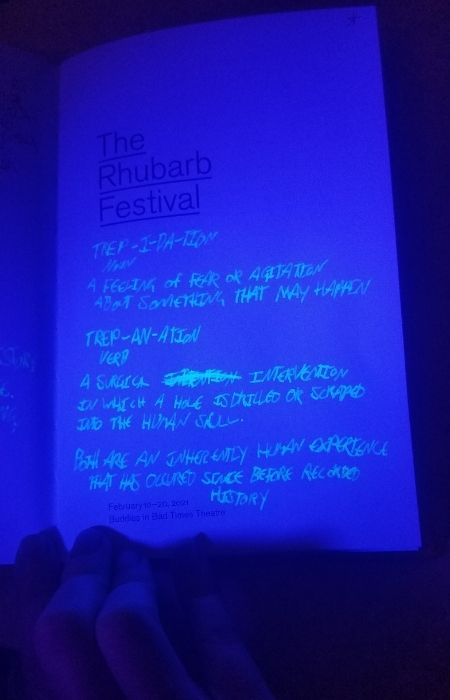 The
Rhubarb
Festival
TREP-I-DA-TION
NOUN
A FEELING of FEAR OR AGITATION
ABOUT SOMETHING THAT MAY HAPPEN
TREP-AN-ATION
VERB
A SURGICAL INTERVENTION
IN WHICH A HOLE IS DRILLED OR SCRAPED
INTO THE HUMAN SKULL.
BOTH ARE AN INHERENTLY HUMAN EXPERIENCE
THAT HAS OCCURED SINCE BEFORE RECORDED
HISTORY
February 10–20, 2021
Buddies in Bad Times Theatre